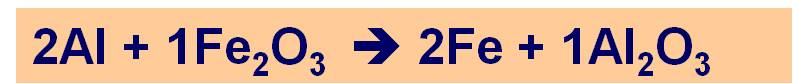 2Al + 1Fe₂O₃ ➔ 2Fe + 1Al₂O₃